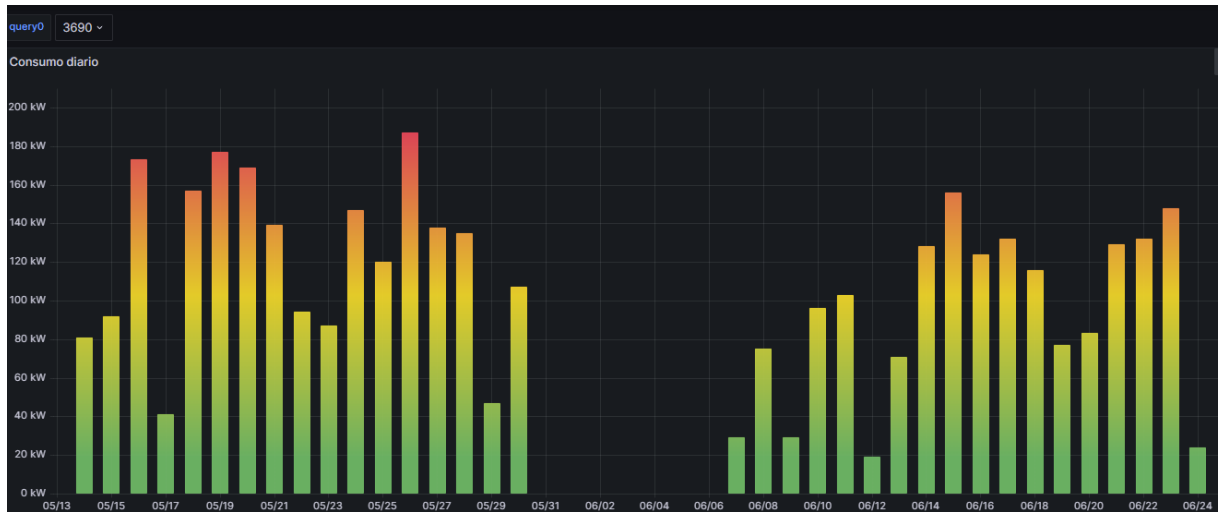 query0 3690
Consumo diario
200 kW
180 kW
160 kW
140 kW
120 kW
100 kW
80 kW
60 kW
40 kW
20 kW
0 kW
05/13 05/15 05/17 05/19 05/21 05/23 05/25 05/27 05/29 05/31 06/02 06/04 06/06 06/08 06/10 06/12 06/14 06/16 06/18 06/20 06/22 06/24